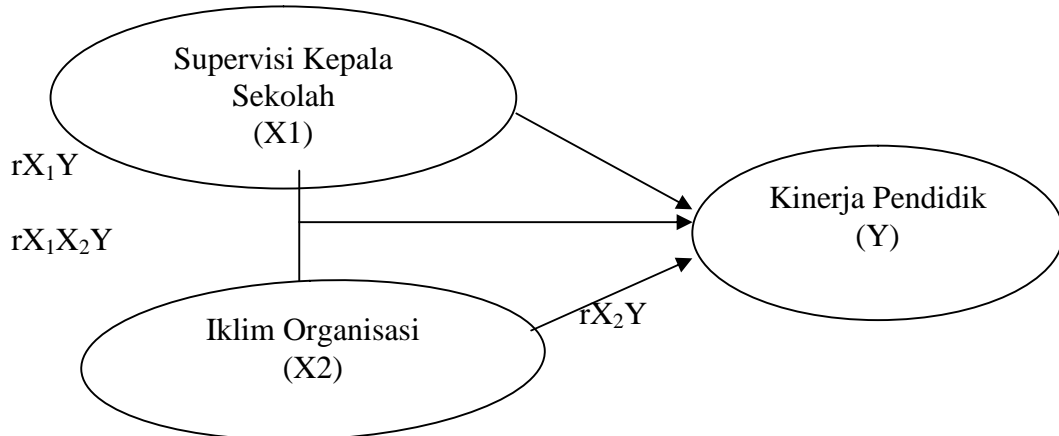 Supervisi Kepala
Sekolah
(X1)
rX₁Y
Kinerja Pendidik
(Y)
rX₁X₂Y
rX₂Y
Iklim Organisasi
(X2)